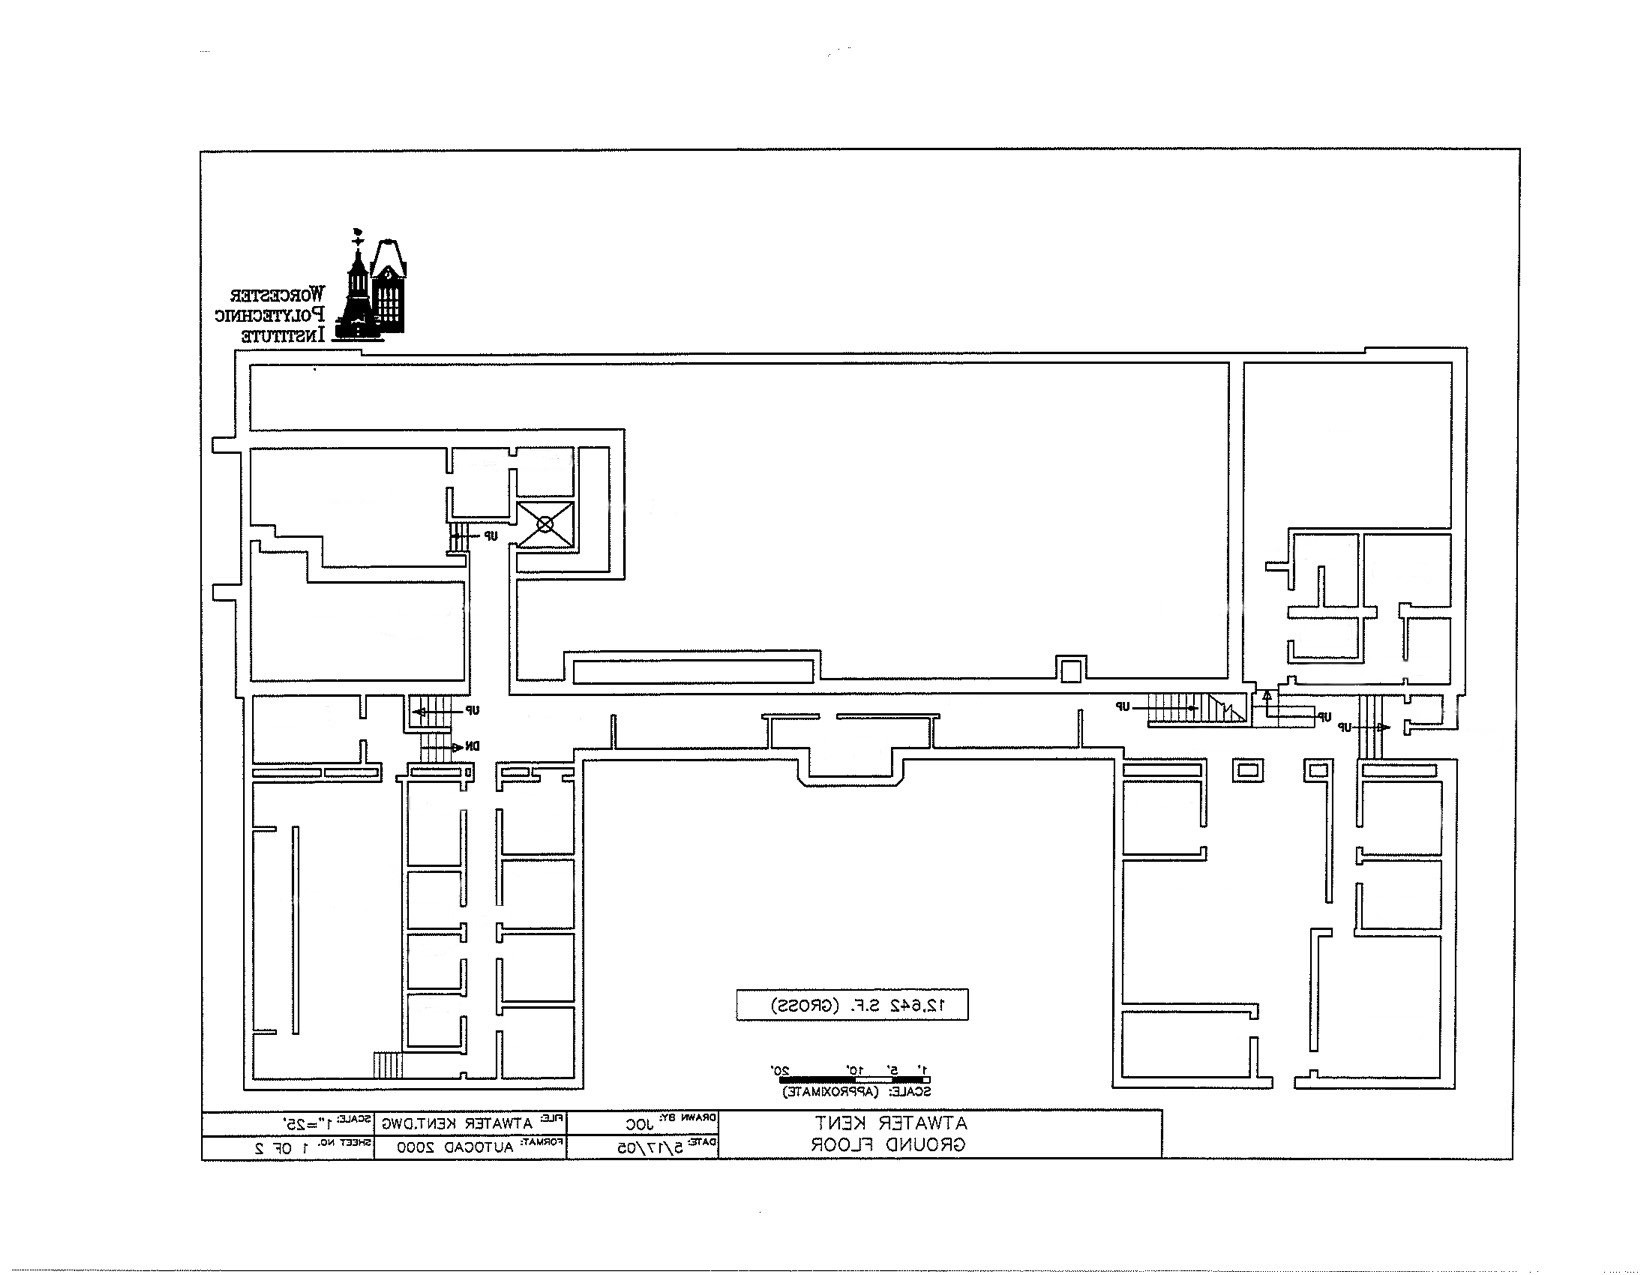 WORCESTER
POLYTECHNIC
INSTITUTE
UP
UP
DN
UP
UP
UP
12,642 S.F. (GROSS)
1' 5' 10' 20'
SCALE: (APPROXIMATE)
ATWATER KENT
GROUND FLOOR
DRAWN BY: JOC
DATE: 5/17/05
FILE: ATWATER KENT.DWG
FORMAT: AUTOCAD 2000
SCALE: 1"=25'
SHEET NO. 1 OF 2